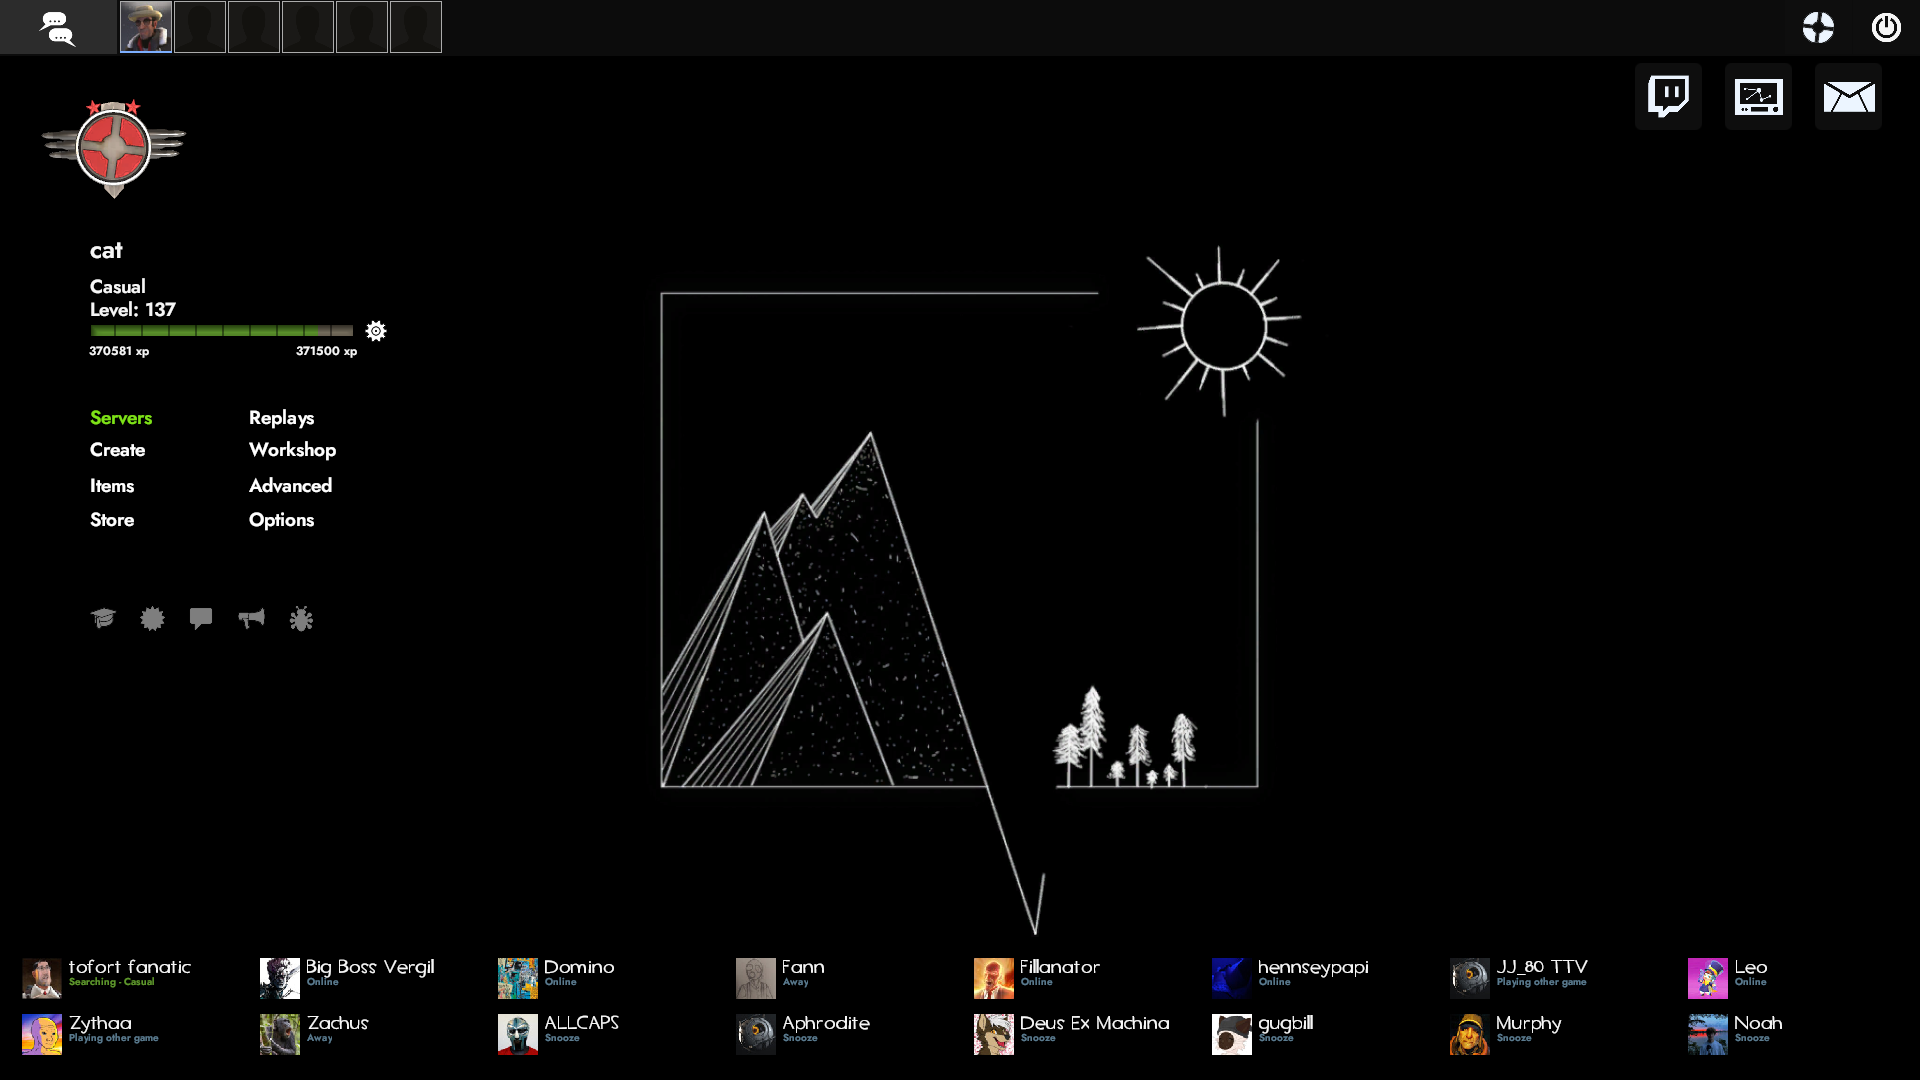 cat
Casual
Level: 137
370581 xp 371500 xp
Servers Replays
Create Workshop
Items Advanced
Store Options
tofort fanatic Big Boss Vergil Domino Fann Fillanator hennseypapi JJ_80 TTV Leo
Searching - Casual Online Online Away Online Online Playing other game Online
Zythaa Zachus ALLCAPS Aphrodite Deus Ex Machina gugbill Murphy Noah
Playing other game Away Snooze Snooze Snooze Snooze Snooze Snooze